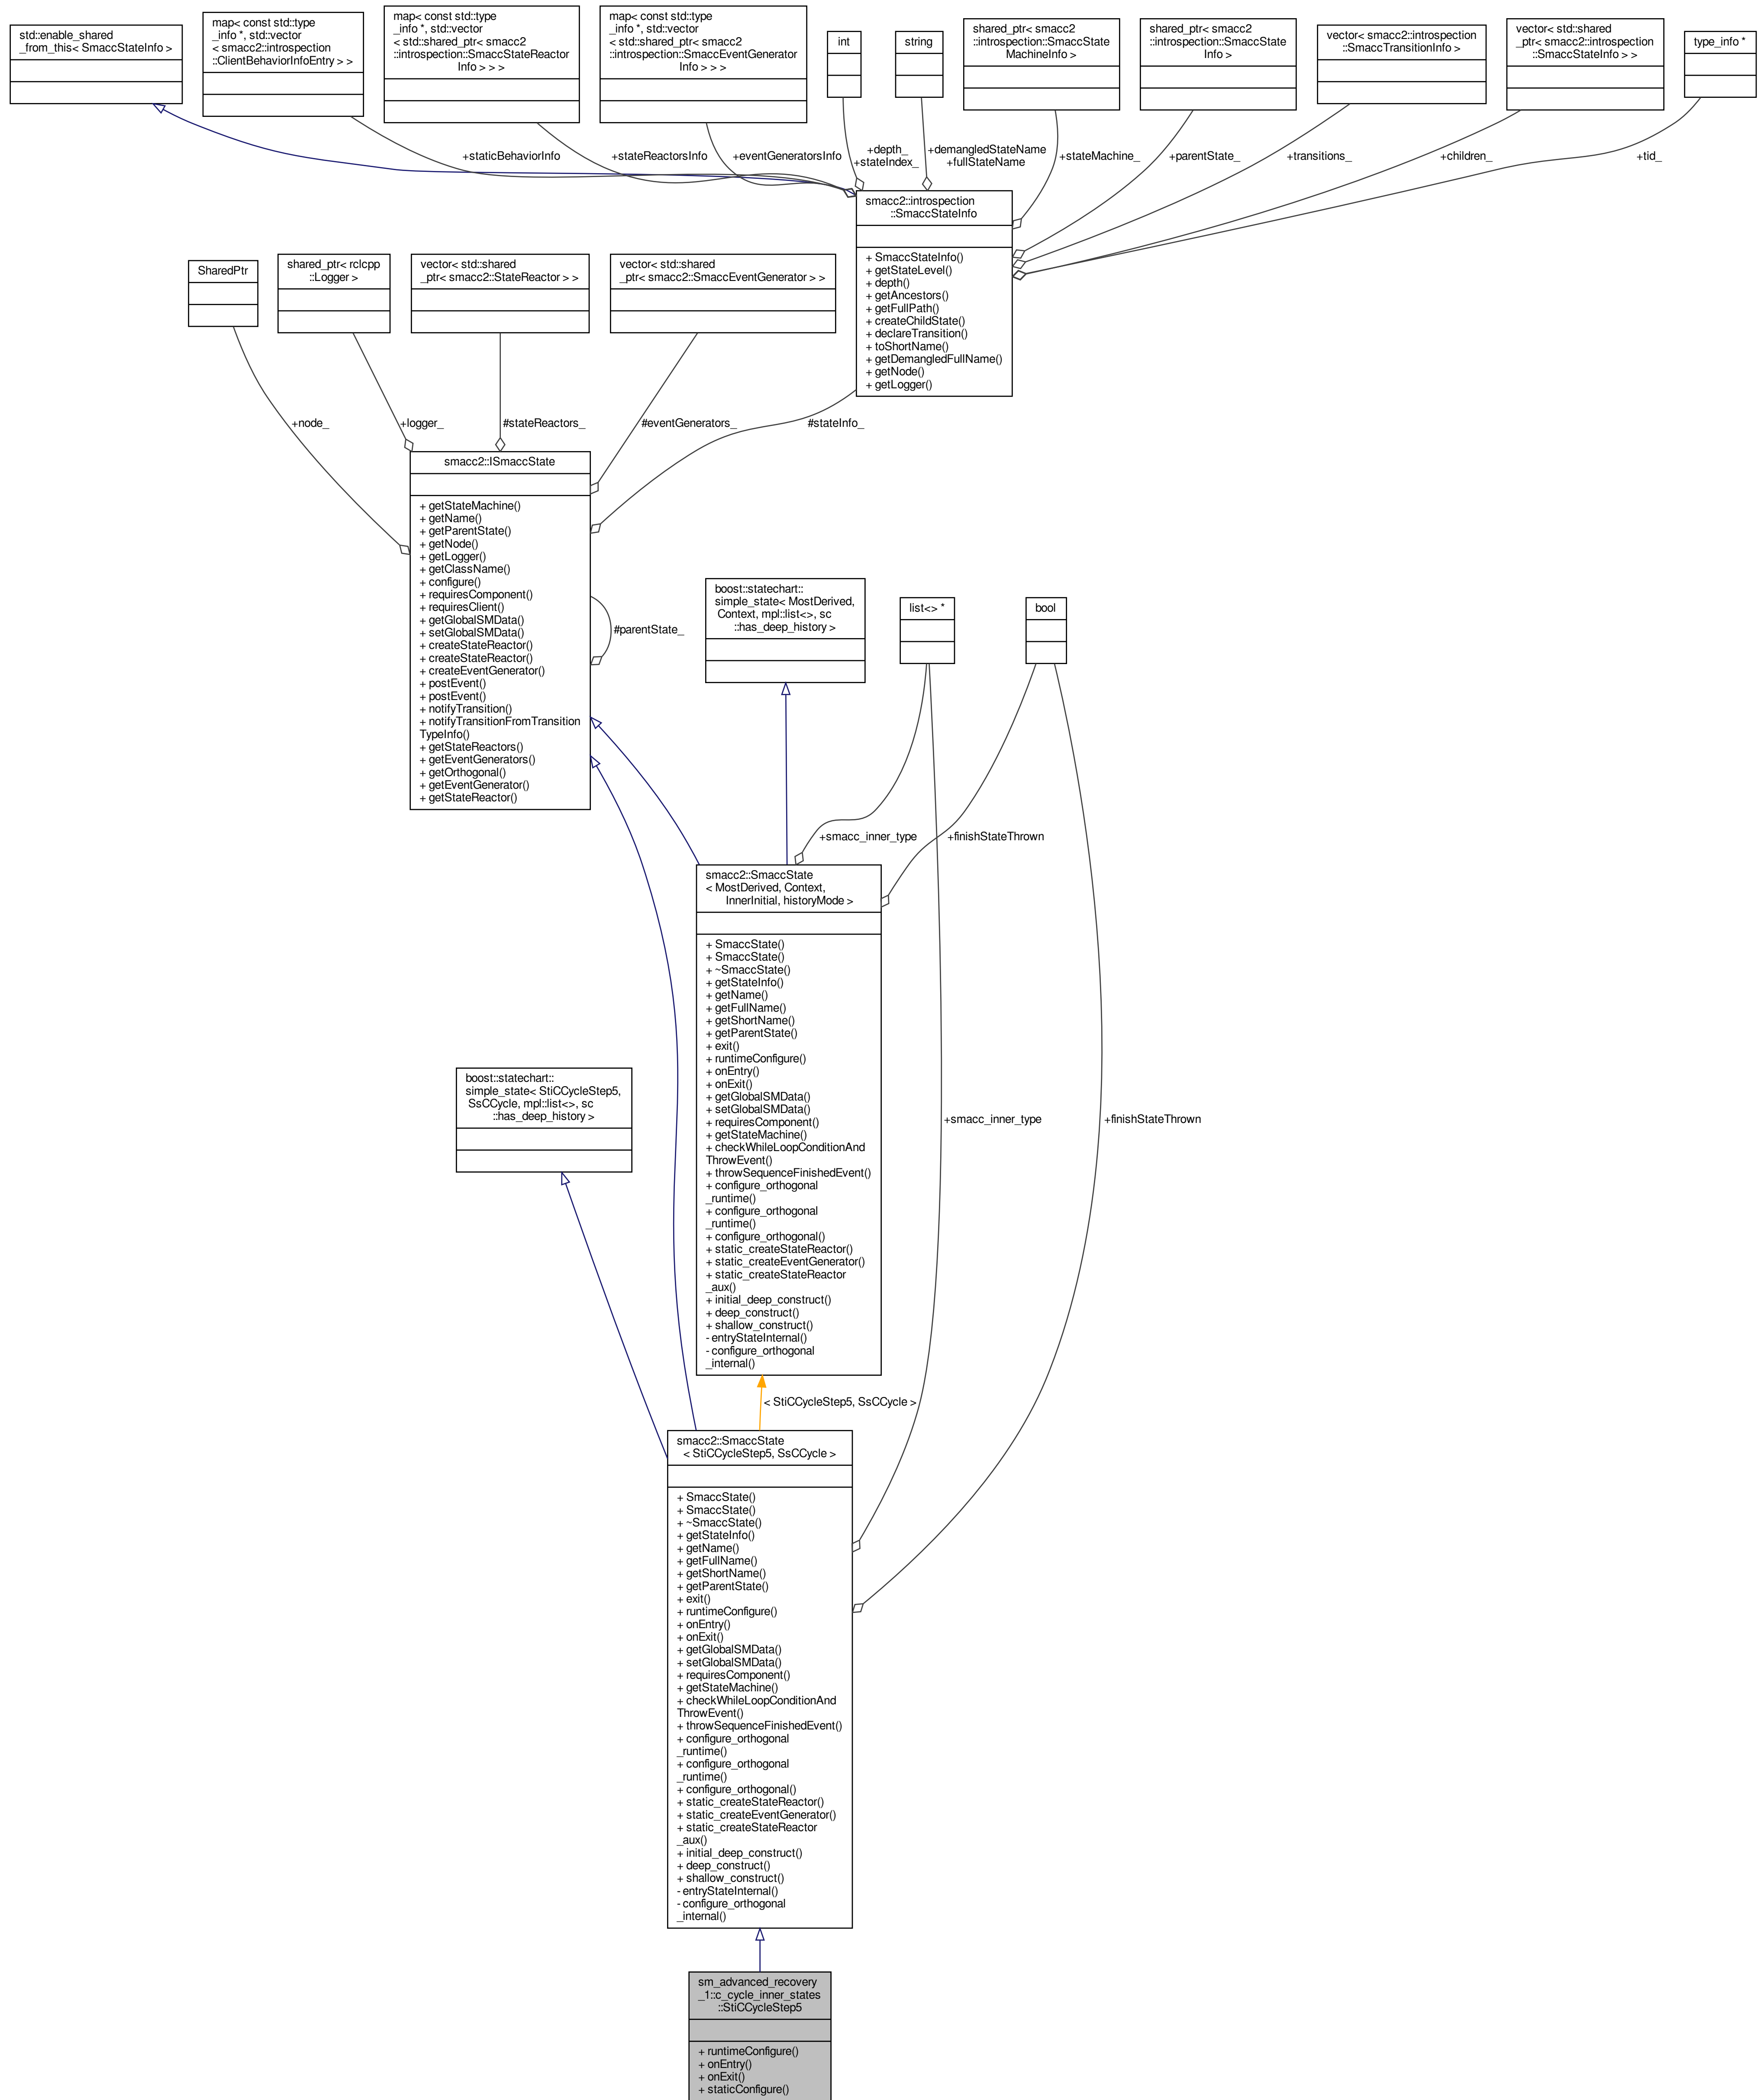 std::enable_shared
_from_this< SmaccStateInfo >
map< const std::type
_info *, std::vector
< smacc2::introspection
::ClientBehaviorInfoEntry > >
map< const std::type
_info *, std::vector
< std::shared_ptr< smacc2
::introspection::SmaccStateReactor
Info > > >
map< const std::type
_info *, std::vector
< std::shared_ptr< smacc2
::introspection::SmaccEventGenerator
Info > > >
int
string
shared_ptr< smacc2
::introspection::SmaccState
MachineInfo >
shared_ptr< smacc2
::introspection::SmaccState
Info >
vector< smacc2::introspection
::SmaccTransitionInfo >
vector< std::shared
_ptr< smacc2::introspection
::SmaccStateInfo > >
type_info *
+staticBehaviorInfo
+stateReactorsInfo
+eventGeneratorsInfo
+depth_
+stateIndex_
+demangledStateName
+fullStateName
+stateMachine_
+parentState_
+transitions_
+children_
+tid_
smacc2::introspection
::SmaccStateInfo
+ SmaccStateInfo()
+ getStateLevel()
+ depth()
+ getAncestors()
+ getFullPath()
+ createChildState()
+ declareTransition()
+ toShortName()
+ getDemangledFullName()
+ getNode()
+ getLogger()
SharedPtr
shared_ptr< rclcpp
::Logger >
vector< std::shared
_ptr< smacc2::StateReactor > >
vector< std::shared
_ptr< smacc2::SmaccEventGenerator > >
+node_
+logger_
#stateReactors_
#eventGenerators_
#stateInfo_
smacc2::ISmaccState
+ getStateMachine()
+ getName()
+ getParentState()
+ getNode()
+ getLogger()
+ getClassName()
+ configure()
+ requiresComponent()
+ requiresClient()
+ getGlobalSMData()
+ setGlobalSMData()
+ createStateReactor()
+ createStateReactor()
+ createEventGenerator()
+ postEvent()
+ postEvent()
+ notifyTransition()
+ notifyTransitionFromTransition
TypeInfo()
+ getStateReactors()
+ getEventGenerators()
+ getOrthogonal()
+ getEventGenerator()
+ getStateReactor()
#parentState_
boost::statechart::
simple_state< MostDerived,
Context, mpl::list<>, sc
::has_deep_history >
list<> *
bool
+smacc_inner_type
+finishStateThrown
smacc2::SmaccState
< MostDerived, Context,
InnerInitial, historyMode >
+ SmaccState()
+ SmaccState()
+ ~SmaccState()
+ getStateInfo()
+ getName()
+ getFullName()
+ getShortName()
+ getParentState()
+ exit()
+ runtimeConfigure()
+ onEntry()
+ onExit()
+ getGlobalSMData()
+ setGlobalSMData()
+ requiresComponent()
+ getStateMachine()
+ checkWhileLoopConditionAnd
ThrowEvent()
+ throwSequenceFinishedEvent()
+ configure_orthogonal
_runtime()
+ configure_orthogonal
_runtime()
+ configure_orthogonal()
+ static_createStateReactor()
+ static_createEventGenerator()
+ static_createStateReactor
_aux()
+ initial_deep_construct()
+ deep_construct()
+ shallow_construct()
- entryStateInternal()
- configure_orthogonal
_internal()
boost::statechart::
simple_state< StiCCycleStep5,
SsCCycle, mpl::list<>, sc
::has_deep_history >
+smacc_inner_type
+finishStateThrown
< StiCCycleStep5, SsCCycle >
smacc2::SmaccState
< StiCCycleStep5, SsCCycle >
+ SmaccState()
+ SmaccState()
+ ~SmaccState()
+ getStateInfo()
+ getName()
+ getFullName()
+ getShortName()
+ getParentState()
+ exit()
+ runtimeConfigure()
+ onEntry()
+ onExit()
+ getGlobalSMData()
+ setGlobalSMData()
+ requiresComponent()
+ getStateMachine()
+ checkWhileLoopConditionAnd
ThrowEvent()
+ throwSequenceFinishedEvent()
+ configure_orthogonal
_runtime()
+ configure_orthogonal
_runtime()
+ configure_orthogonal()
+ static_createStateReactor()
+ static_createEventGenerator()
+ static_createStateReactor
_aux()
+ initial_deep_construct()
+ deep_construct()
+ shallow_construct()
- entryStateInternal()
- configure_orthogonal
_internal()
sm_advanced_recovery
_1::c_cycle_inner_states
::StiCCycleStep5
+ runtimeConfigure()
+ onEntry()
+ onExit()
+ staticConfigure()